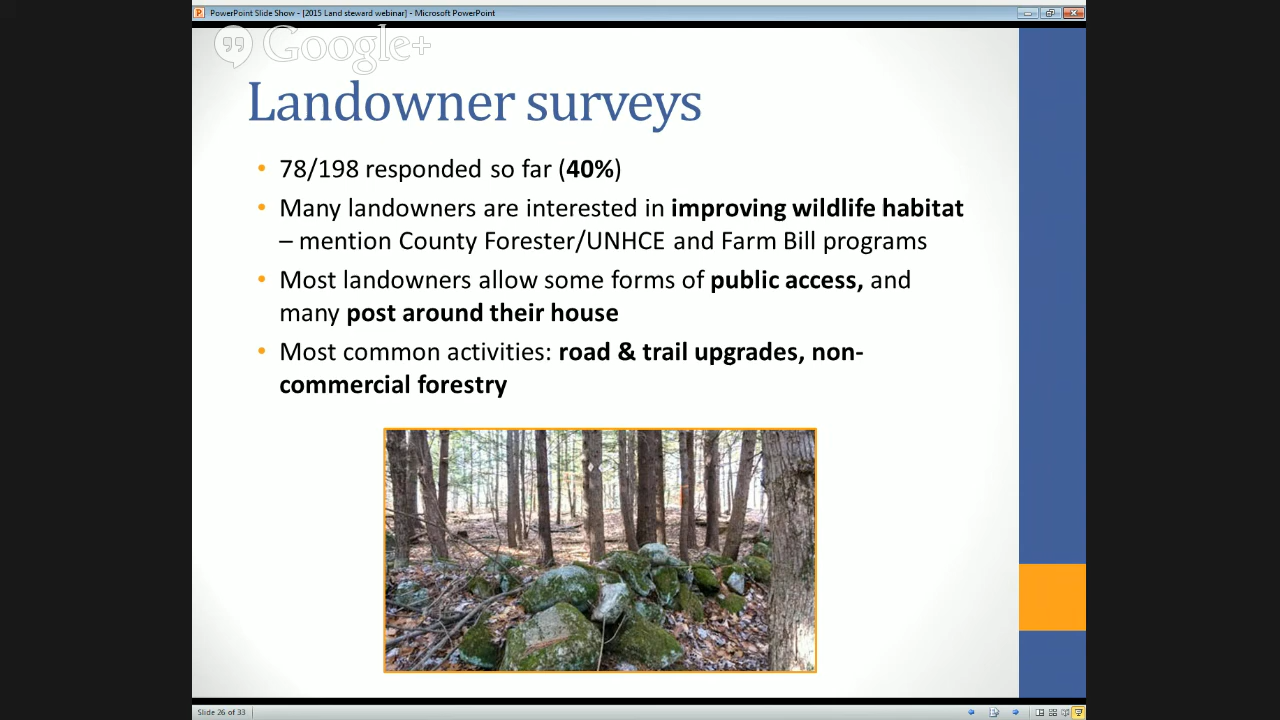 PowerPoint Slide Show - [2015 Land steward webinar] - Microsoft PowerPoint
Google+
Landowner surveys
• 78/198 responded so far (40%)
• Many landowners are interested in improving wildlife habitat
– mention County Forester/UNHCE and Farm Bill programs
• Most landowners allow some forms of public access, and
many post around their house
• Most common activities: road & trail upgrades, non-
commercial forestry
Slide 26 of 33